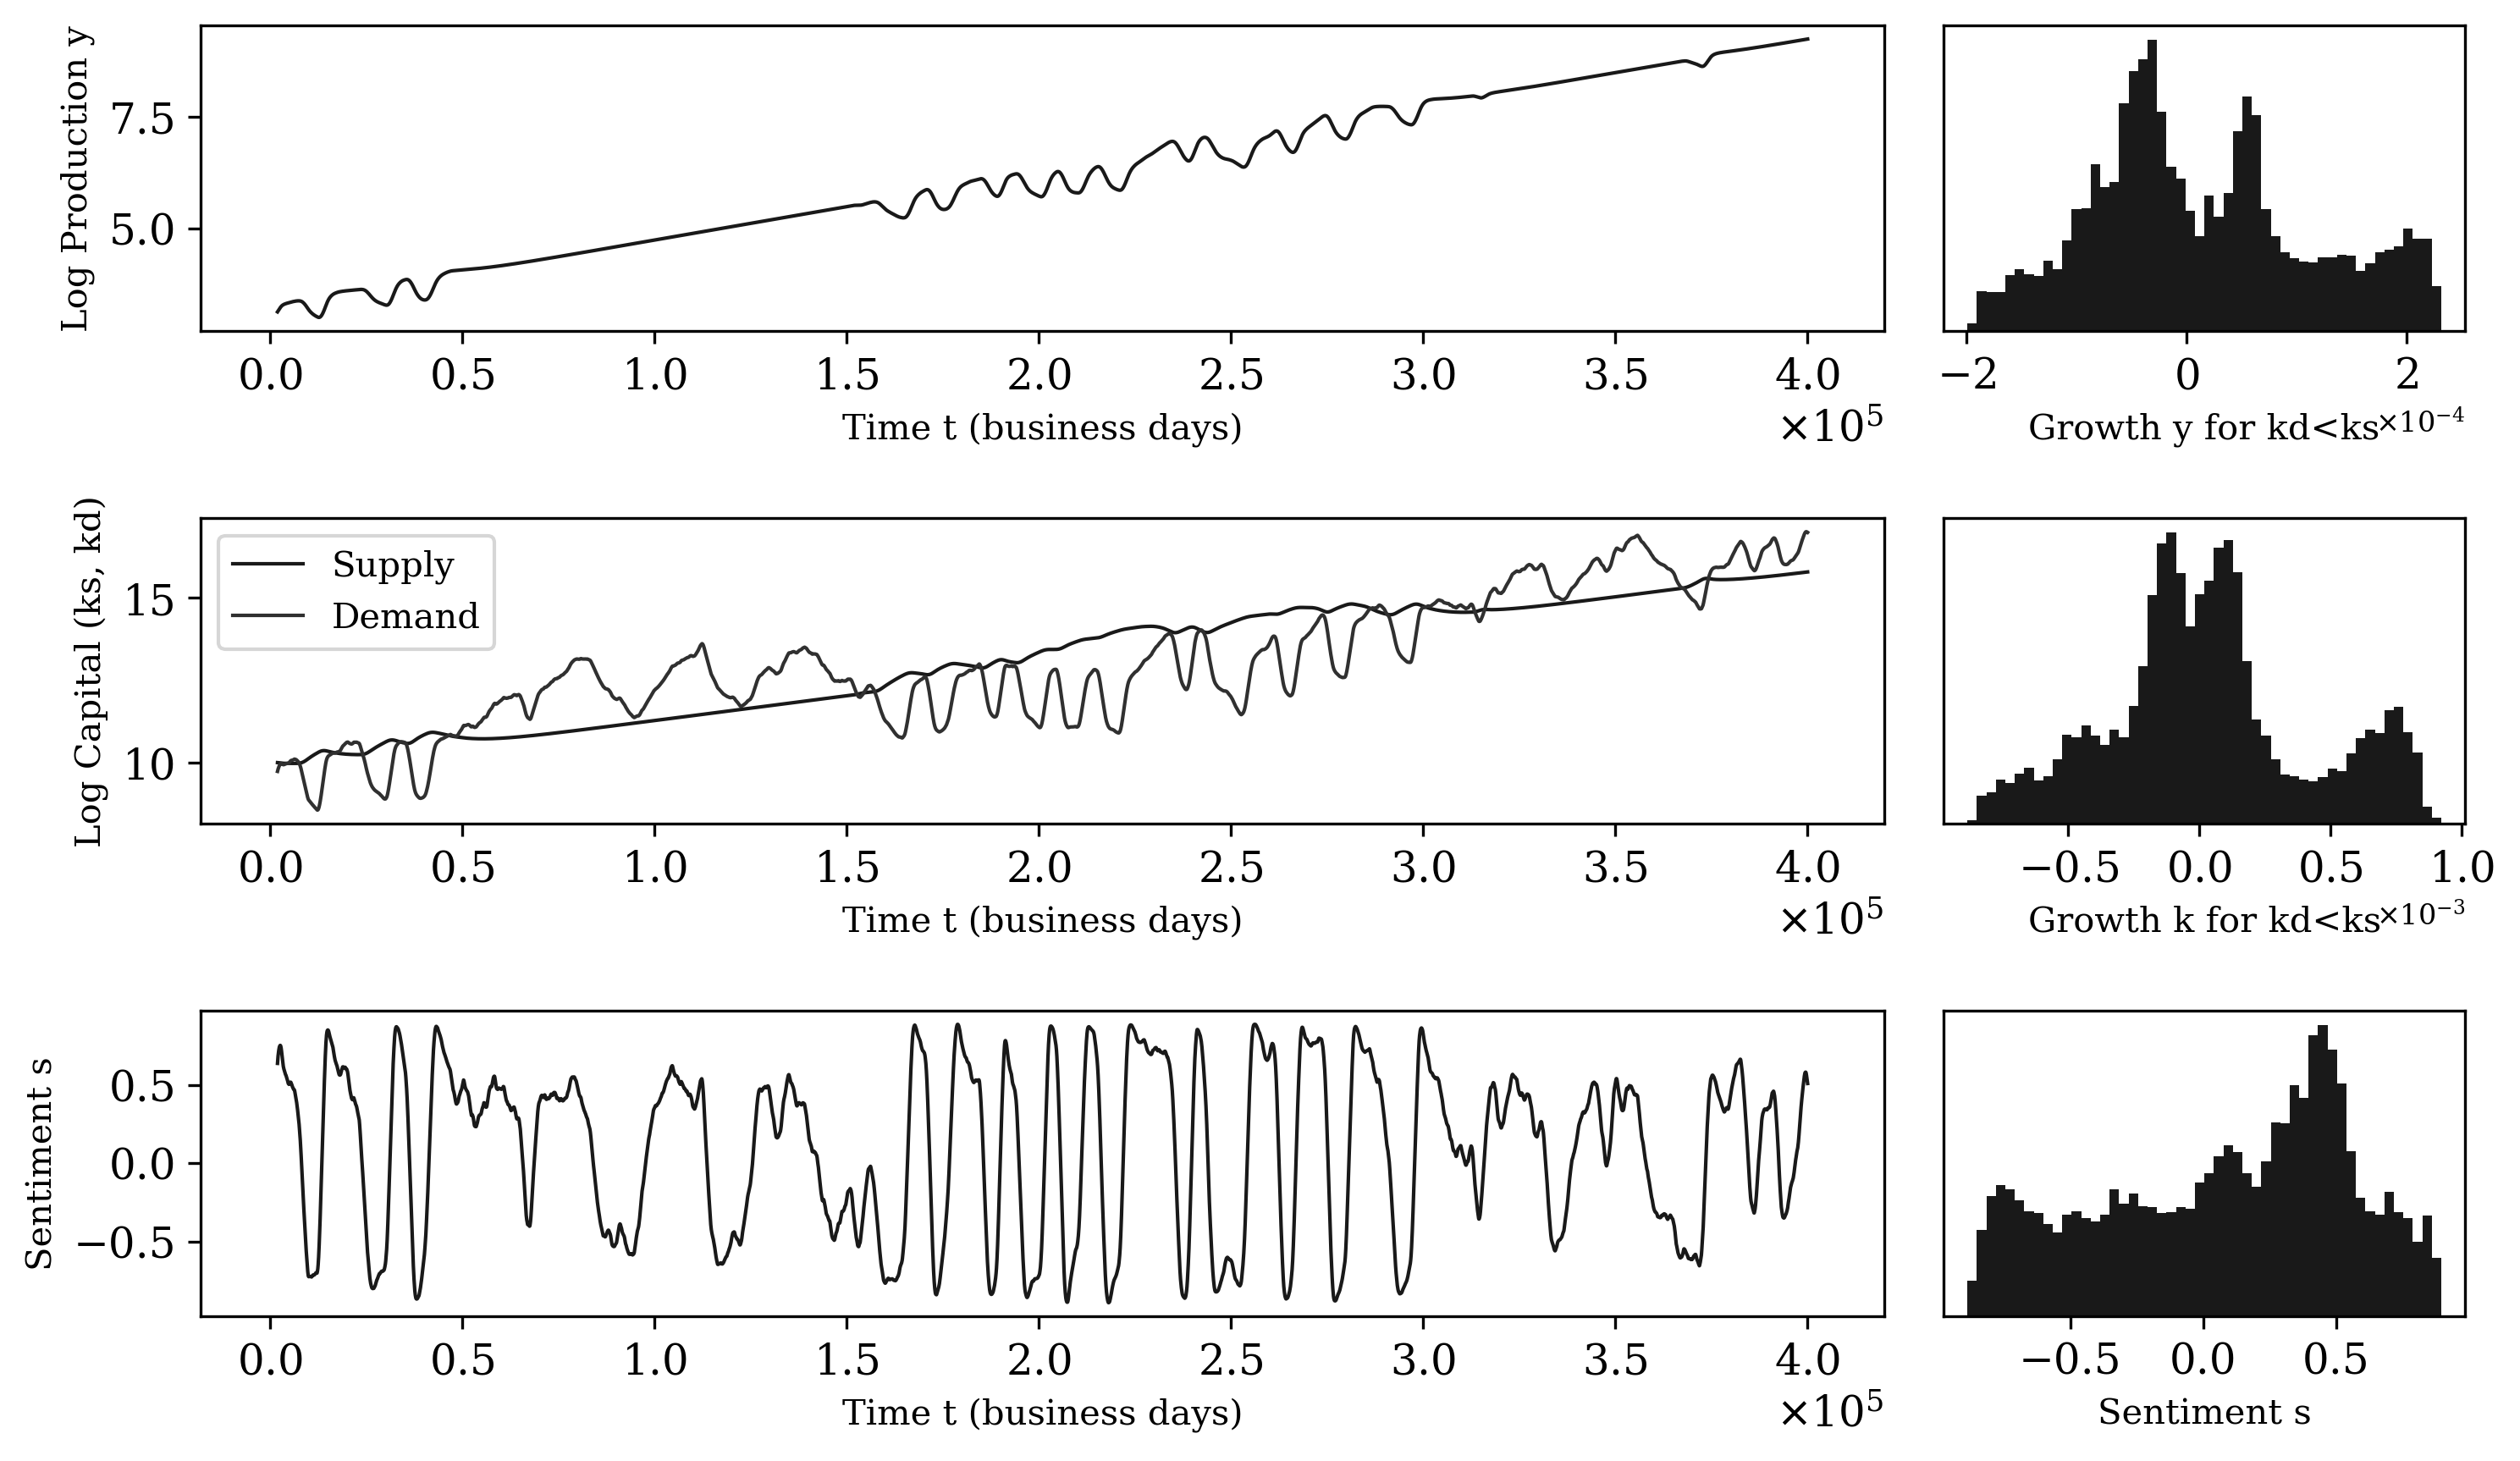 Log Production y
7.5
5.0
0.0 0.5 1.0 1.5 2.0 2.5 3.0 3.5 4.0
Time t (business days)
×10⁵
−2 0 2
Growth y for kd<ks
×10⁻⁴
Log Capital (ks, kd)
15
10
Supply
Demand
0.0 0.5 1.0 1.5 2.0 2.5 3.0 3.5 4.0
Time t (business days)
×10⁵
−0.5 0.0 0.5 1.0
Growth k for kd<ks
×10⁻³
Sentiment s
0.5
0.0
−0.5
0.0 0.5 1.0 1.5 2.0 2.5 3.0 3.5 4.0
Time t (business days)
×10⁵
−0.5 0.0 0.5
Sentiment s